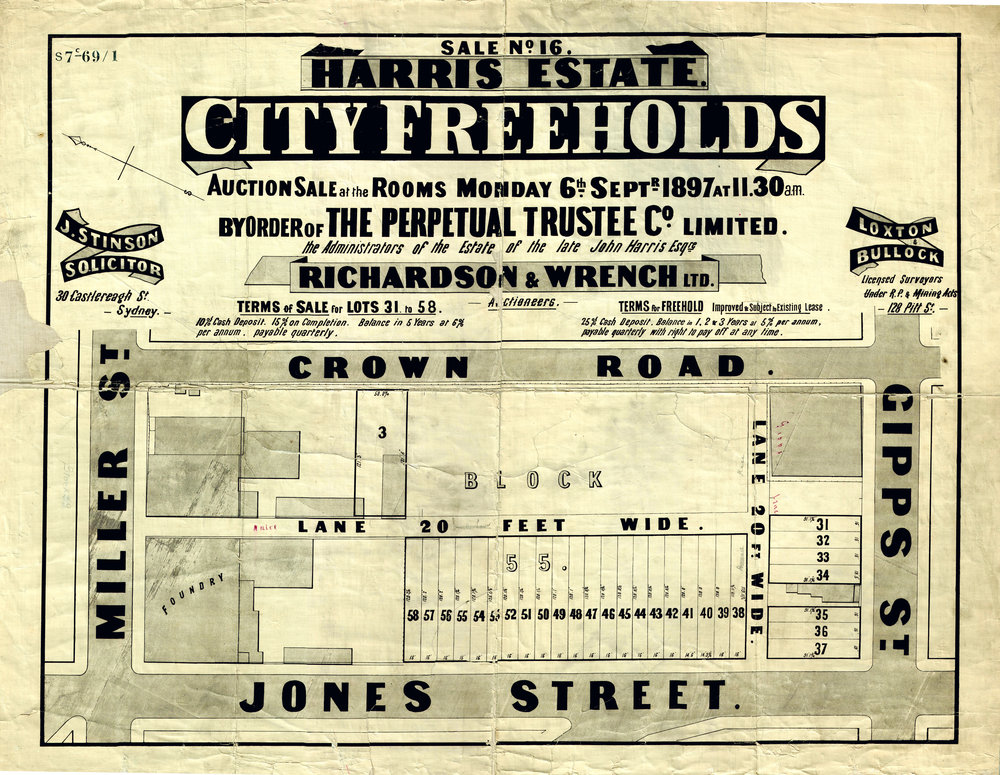 S7c69/1
SALE No 16.
HARRIS ESTATE.
CITY FREEHOLDS
AUCTION SALE at the ROOMS MONDAY 6th SEPTR 1897 AT 11.30 a.m.
BY ORDER OF THE PERPETUAL TRUSTEE Co LIMITED.
the Administrators of the Estate of the late John Harris Esqre
RICHARDSON & WRENCH LTD.
— Auctioneers. —
J. STINSON
SOLICITOR
30 Castlereagh St.
— Sydney. —
LOXTON
&
BULLOCK
Licensed Surveyors
Under R.P. & Mining Acts
— 128 Pitt St. —
TERMS OF SALE for LOTS 31 to 58.
10% Cash Deposit. 15% on Completion. Balance in 5 Years at 6%
per annum, payable quarterly.
TERMS for FREEHOLD Improved & Subject to Existing Lease.
25% Cash Deposit. Balance in 1, 2 & 3 Years at 5% per annum,
payable quarterly with right to pay off at any time.
CROWN ROAD.
MILLER ST
GIPPS ST.
3
BLOCK
LANE 20 FEET WIDE.
LANE 20 FT WIDE.
55.
FOUNDRY
31
32
33
34
35
36
37
58 57 56 55 54 53 52 51 50 49 48 47 46 45 44 43 42 41 40 39 38
JONES STREET.